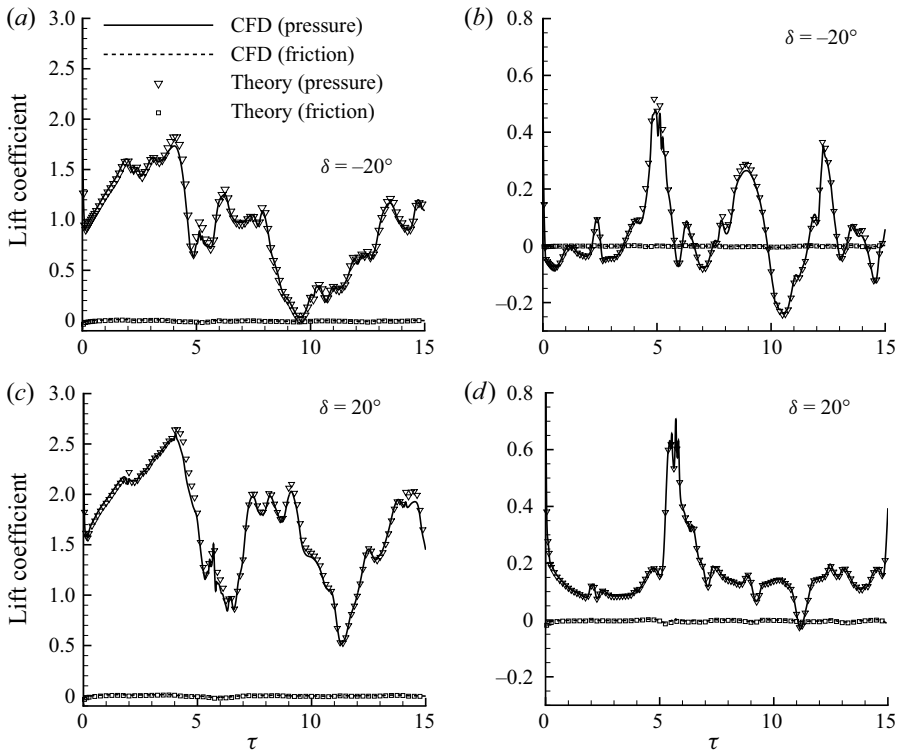 (a)
3.0
2.5
2.0
1.5
1.0
0.5
0
Lift coefficient
CFD (pressure)
CFD (friction)
Theory (pressure)
Theory (friction)
δ = –20°
0 5 10 15
(b)
0.8
0.6
0.4
0.2
0
–0.2
δ = –20°
0 5 10 15
(c)
3.0
2.5
2.0
1.5
1.0
0.5
0
Lift coefficient
δ = 20°
0 5 10 15
τ
(d)
0.8
0.6
0.4
0.2
0
–0.2
δ = 20°
0 5 10 15
τ